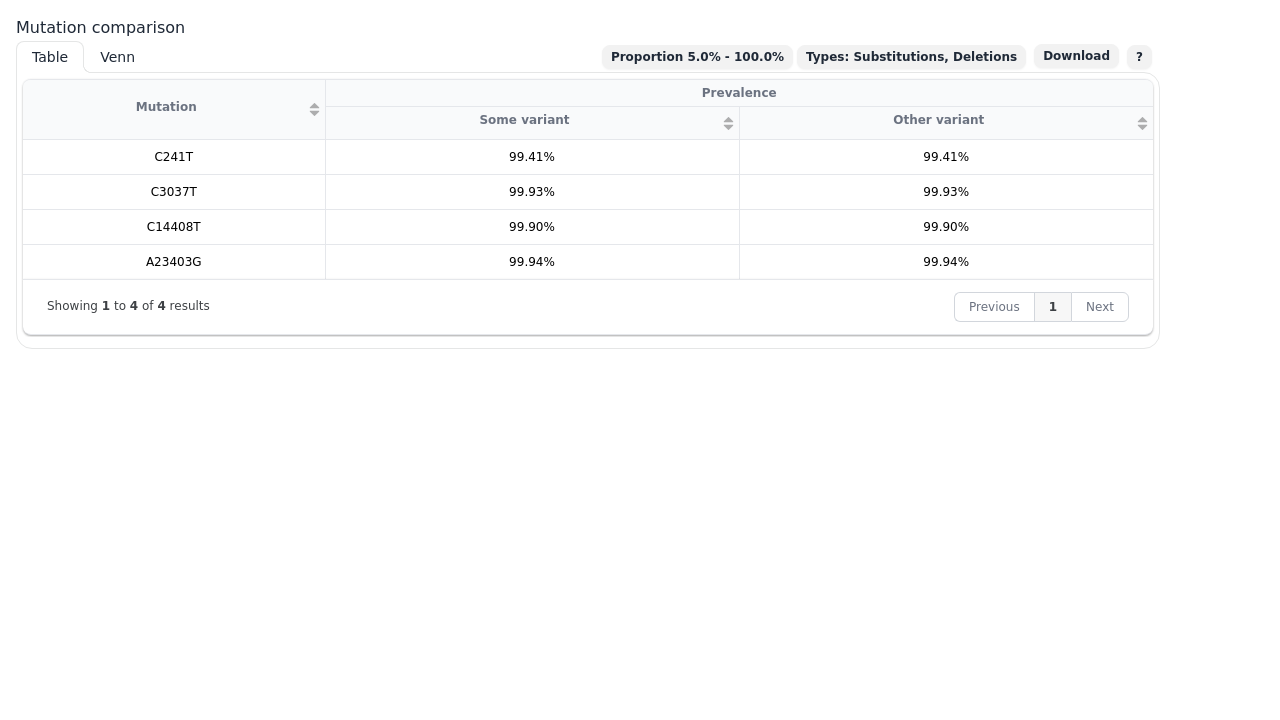 Mutation comparison
Table Venn Proportion 5.0% - 100.0% Types: Substitutions, Deletions Download ?
Mutation Prevalence
Some variant Other variant
C241T 99.41% 99.41%
C3037T 99.93% 99.93%
C14408T 99.90% 99.90%
A23403G 99.94% 99.94%
Showing 1 to 4 of 4 results Previous 1 Next